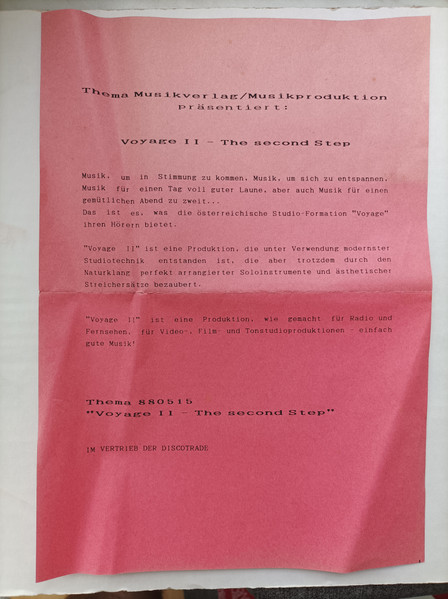 Thema Musikverlag/Musikproduktion
präsentiert:
Voyage II - The second Step
Musik, um in Stimmung zu kommen, Musik, um sich zu entspannen,
Musik für einen Tag voll guter Laune, aber auch Musik für einen
gemütlichen Abend zu zweit...
Das ist es, was die österreichische Studio-Formation "Voyage"
ihren Hörern bietet.
"Voyage II" ist eine Produktion, die unter Verwendung modernster
Studiotechnik entstanden ist, die aber trotzdem durch den
Naturklang perfekt arrangierter Soloinstrumente und ästhetischer
Streichersätze bezaubert.
"Voyage II" ist eine Produktion, wie gemacht für Radio und
Fernsehen, für Video-, Film- und Tonstudioproduktionen - einfach
gute Musik!
Thema 880515
"Voyage II - The second Step"
IM VERTRIEB DER DISCOTRADE